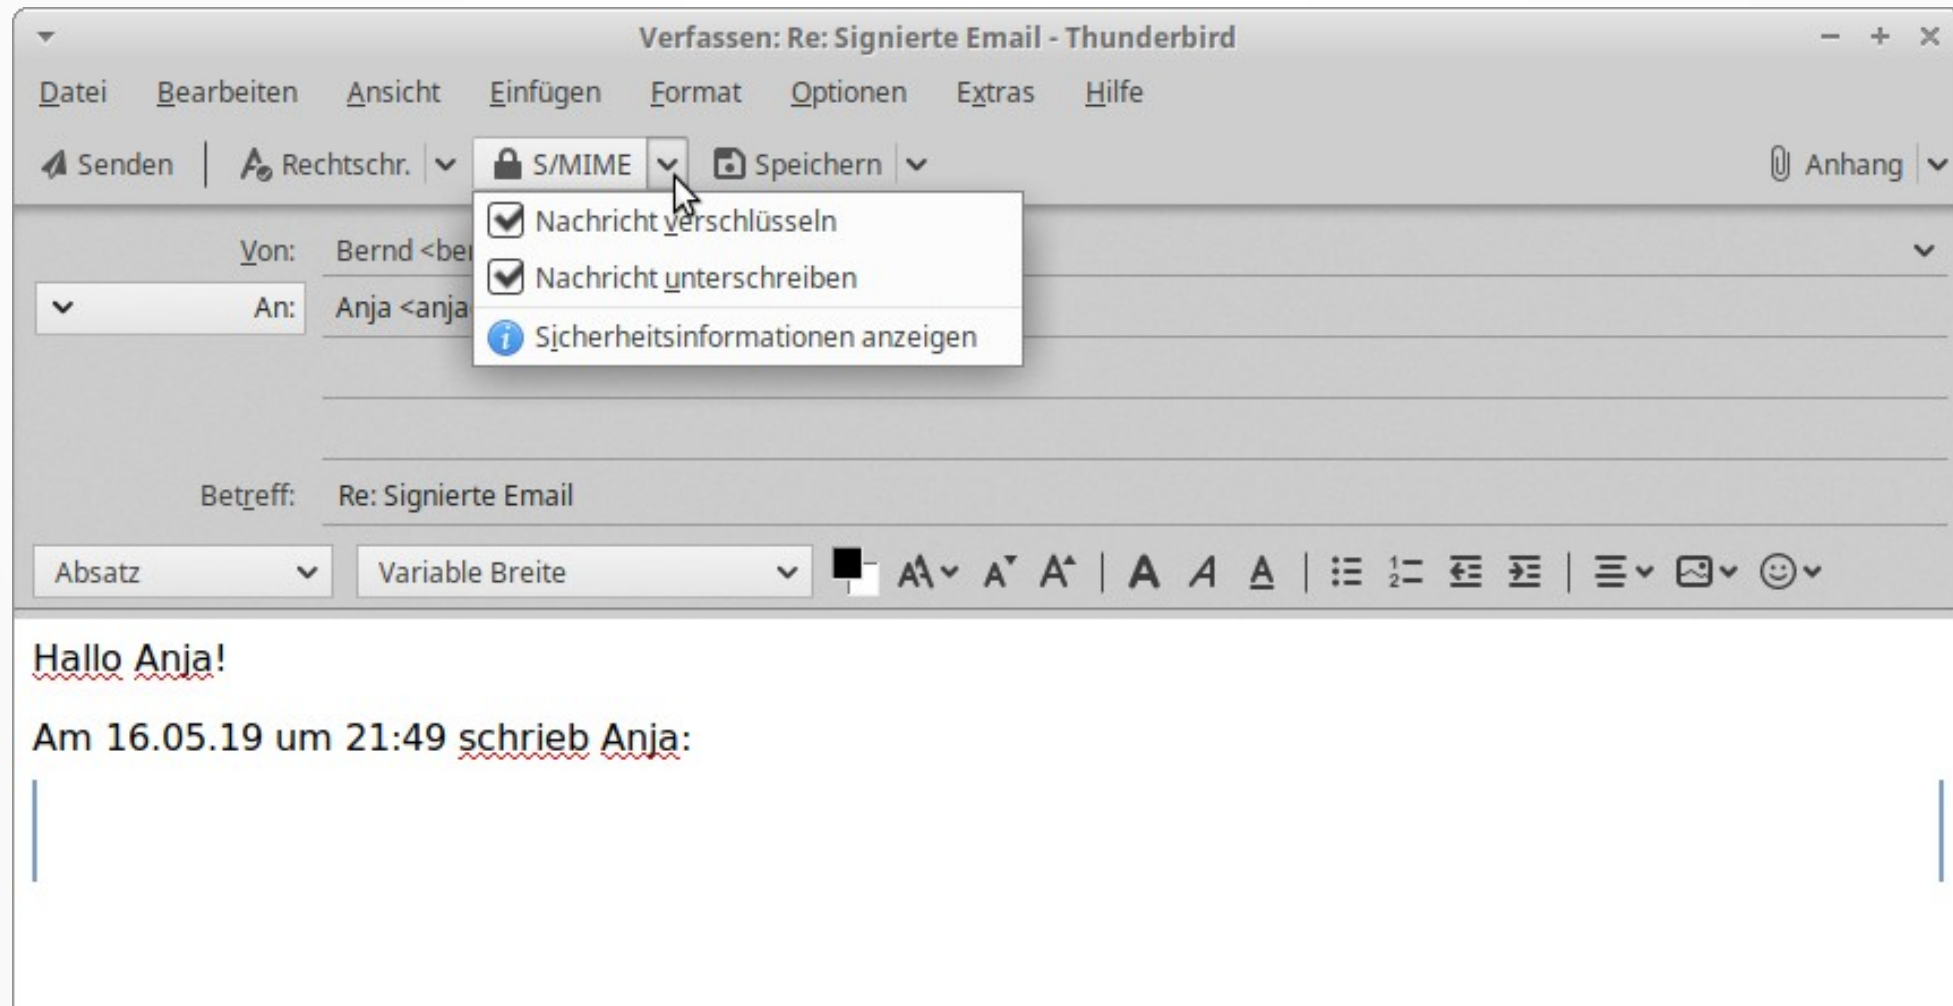 Verfassen: Re: Signierte Email - Thunderbird
Datei Bearbeiten Ansicht Einfügen Format Optionen Extras Hilfe
Senden Rechtschr. S/MIME Speichern Anhang
Nachricht verschlüsseln
Nachricht unterschreiben
Sicherheitsinformationen anzeigen
Von: Bernd
An: Anja
Betreff: Re: Signierte Email
Absatz Variable Breite
Hallo Anja!
Am 16.05.19 um 21:49 schrieb Anja: